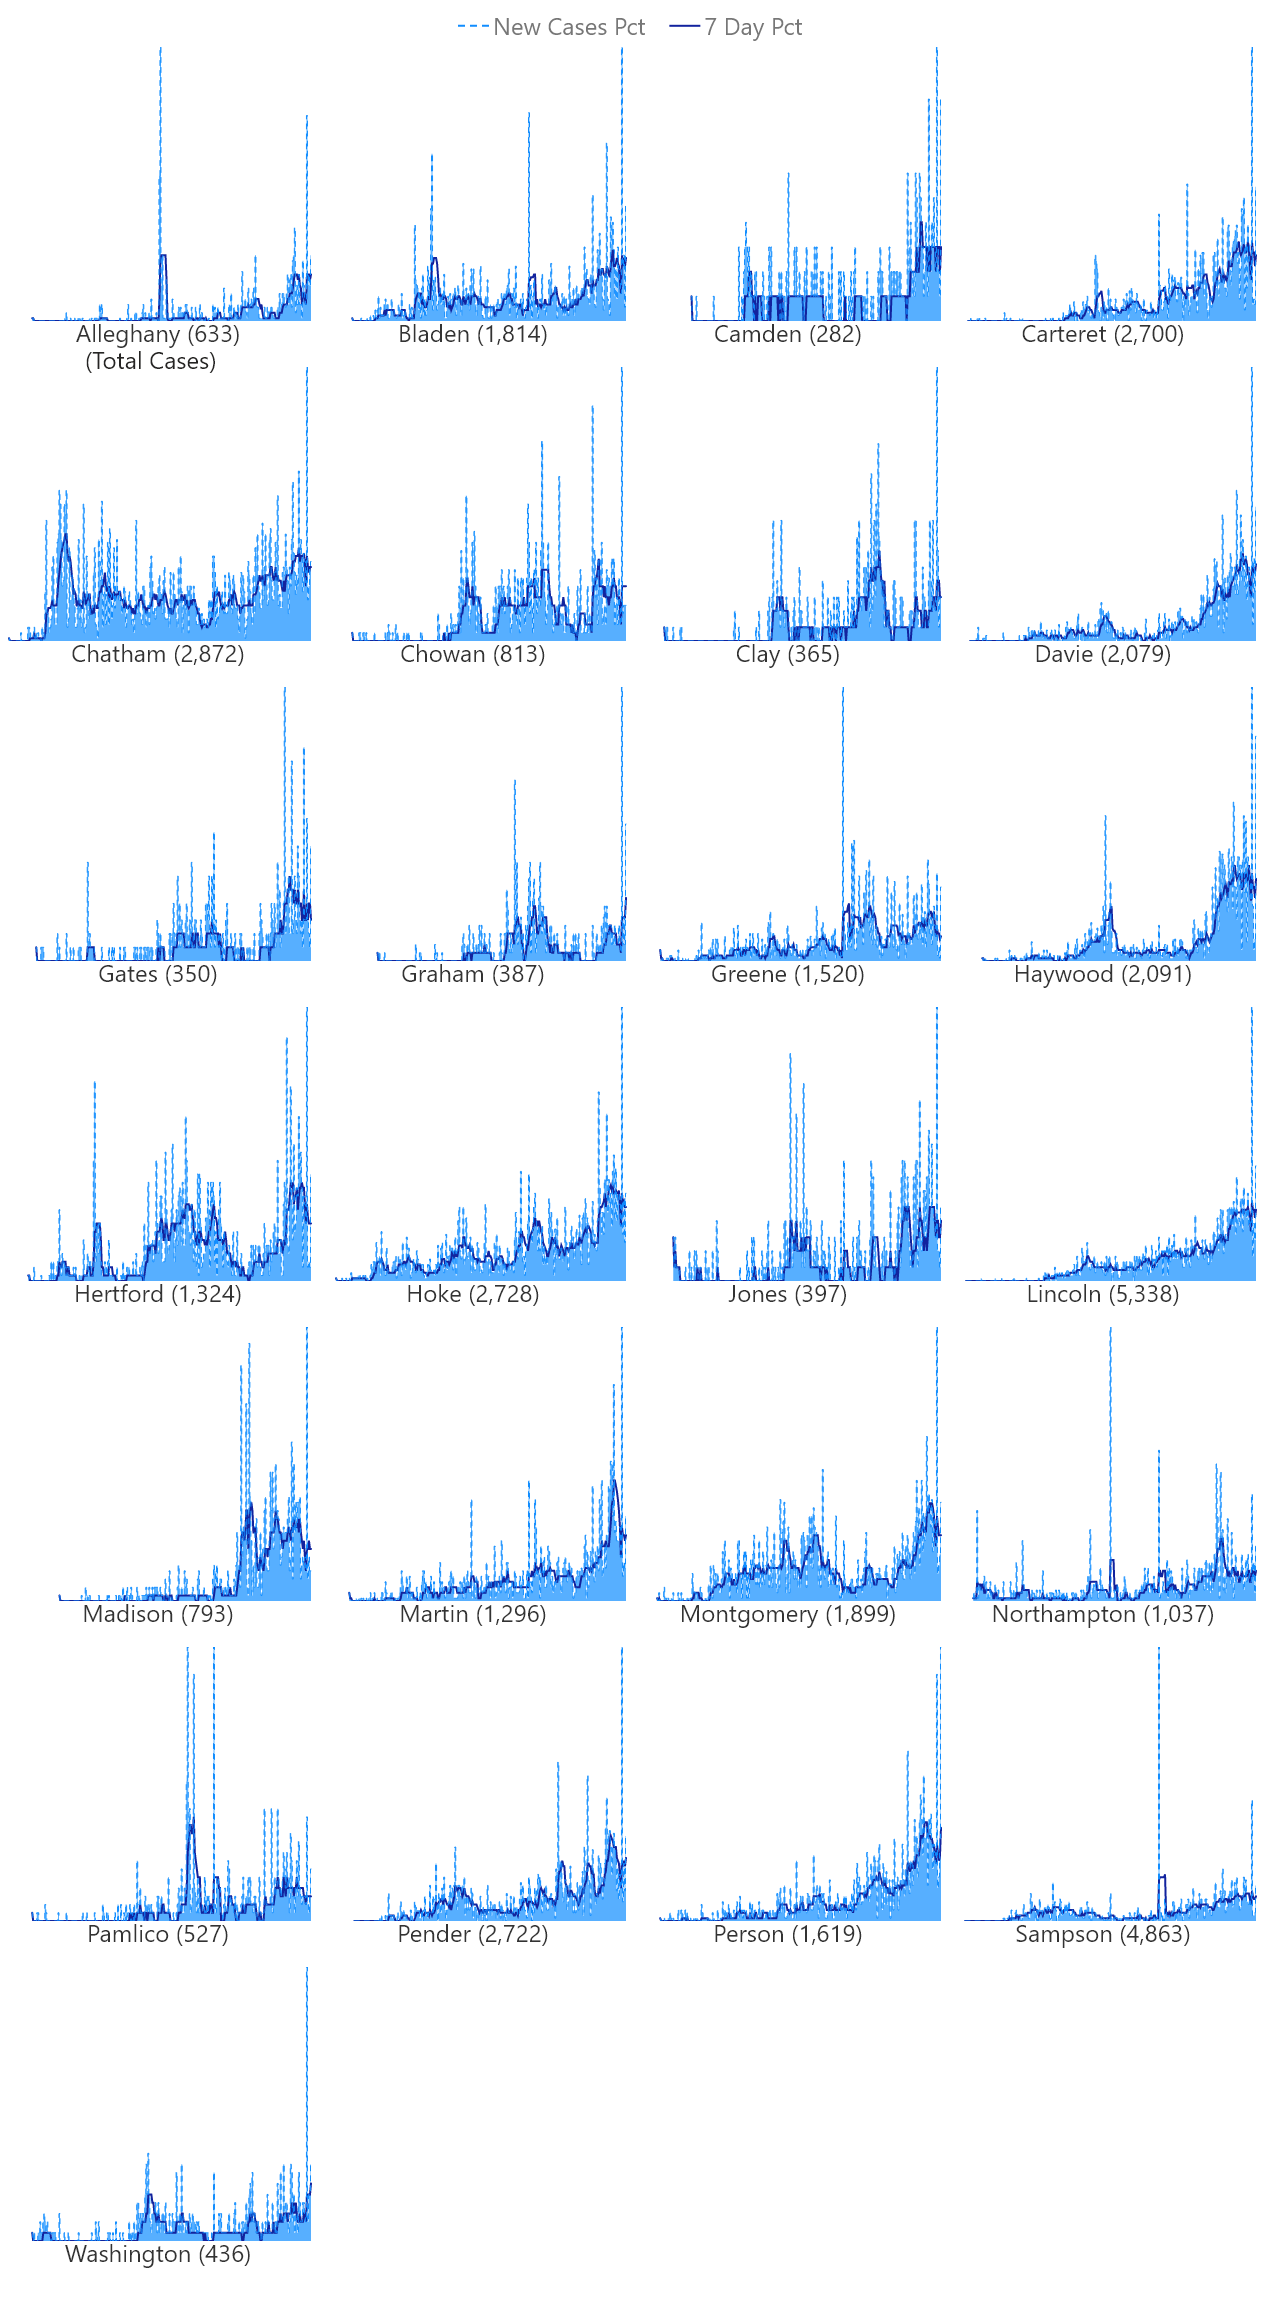 New Cases Pct 7 Day Pct
Alleghany (633) Bladen (1,814) Camden (282) Carteret (2,700)
(Total Cases)
Chatham (2,872) Chowan (813) Clay (365) Davie (2,079)
Gates (350) Graham (387) Greene (1,520) Haywood (2,091)
Hertford (1,324) Hoke (2,728) Jones (397) Lincoln (5,338)
Madison (793) Martin (1,296) Montgomery (1,899) Northampton (1,037)
Pamlico (527) Pender (2,722) Person (1,619) Sampson (4,863)
Washington (436)